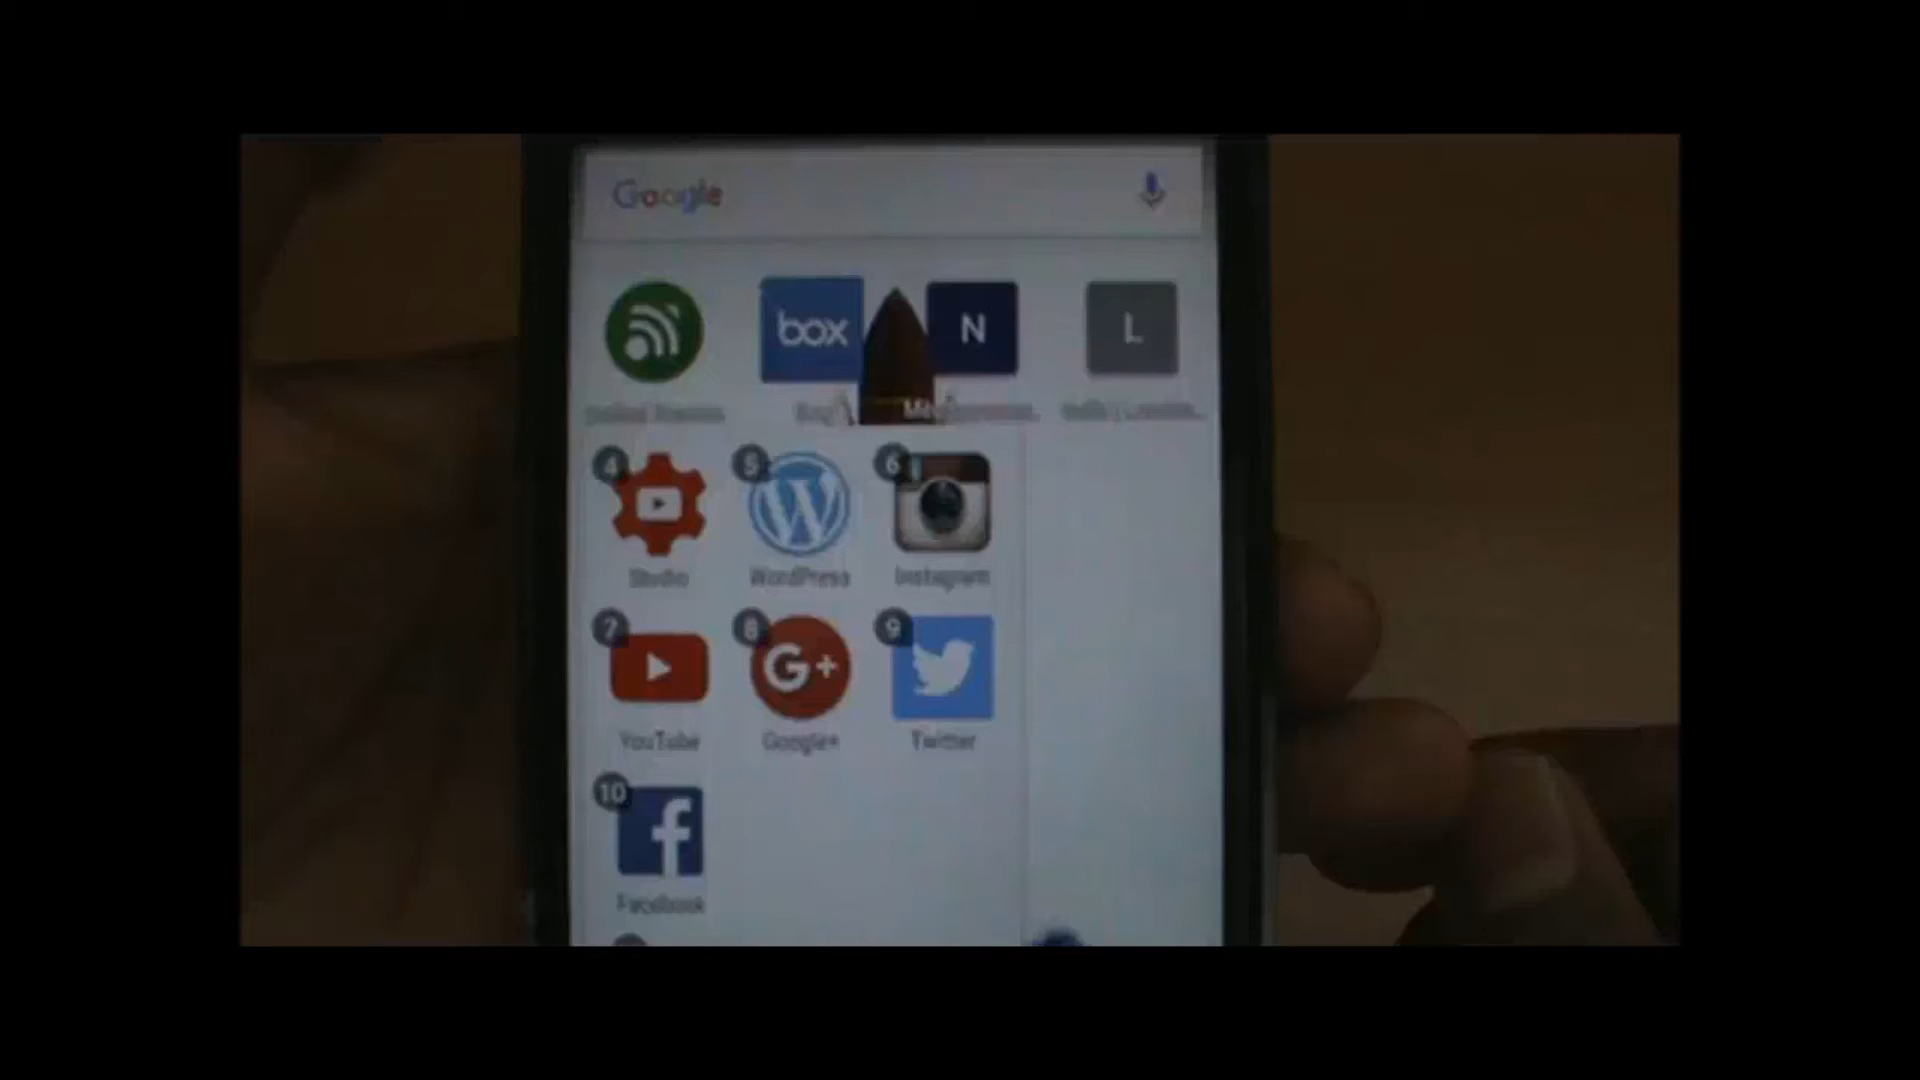 Google
box N L
4 5 6
Studio WordPress Instagram
7 8 9
YouTube Google+ Twitter
10
Facebook